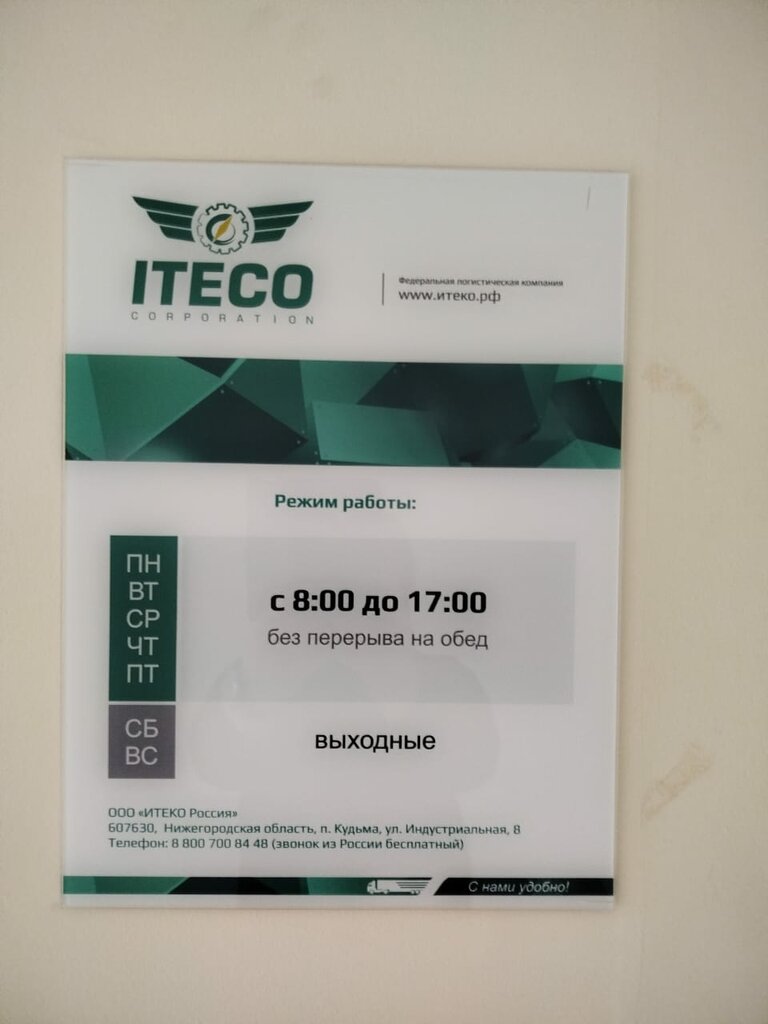 ITECO
CORPORATION
Федеральная логистическая компания
www.итеко.рф
Режим работы:
ПН
ВТ
СР
ЧТ
ПТ
с 8:00 до 17:00
без перерыва на обед
СБ
ВС
выходные
ООО «ИТЕКО Россия»
607630, Нижегородская область, п. Кудьма, ул. Индустриальная, 8
Телефон: 8 800 700 84 48 (звонок из России бесплатный)
С нами удобно!